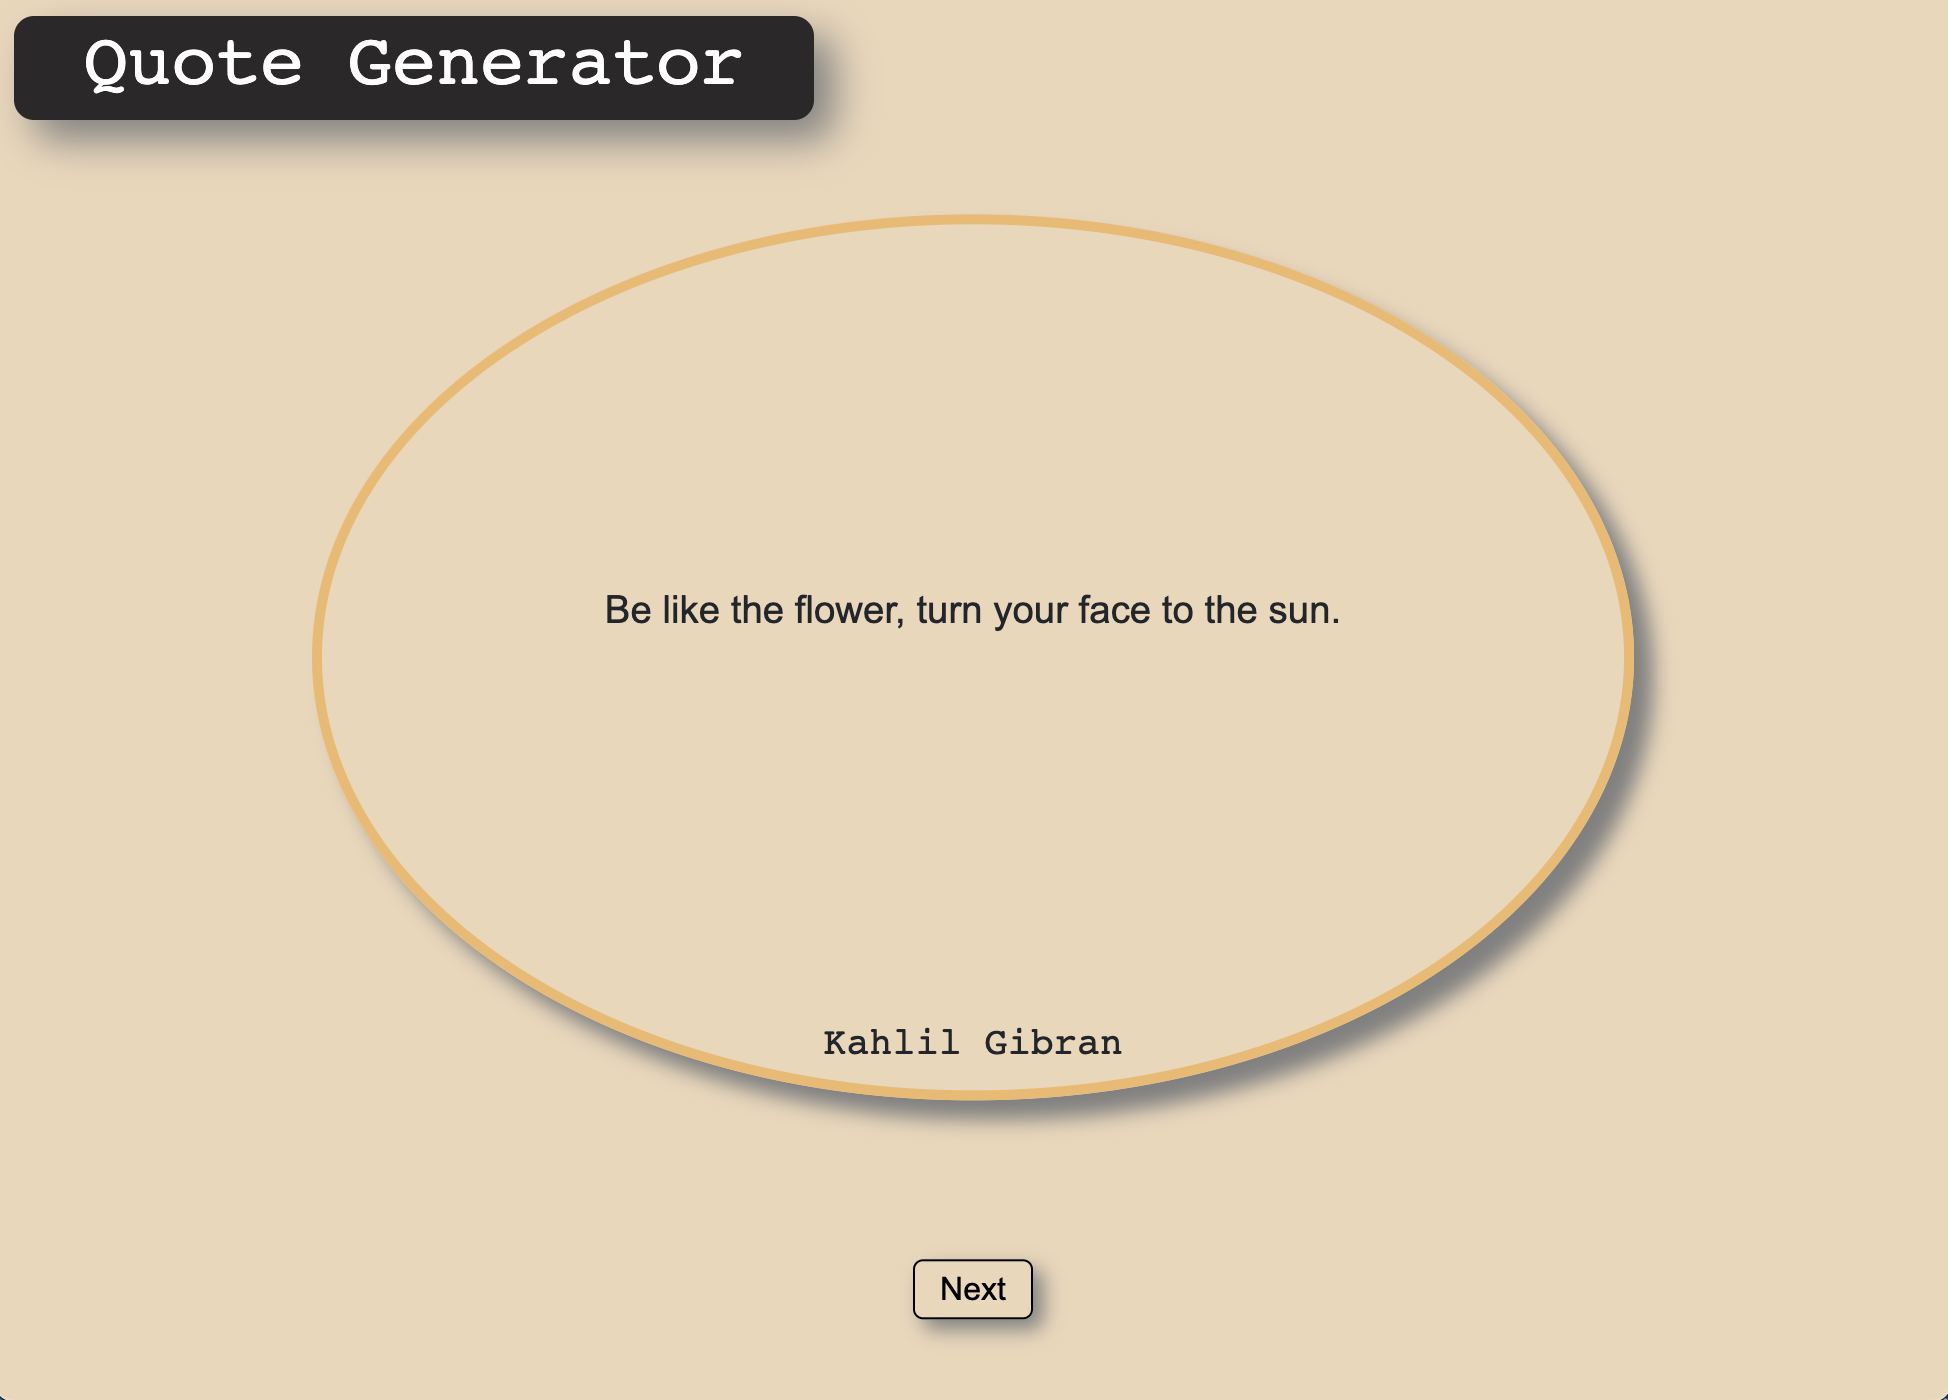 Quote Generator
Be like the flower, turn your face to the sun.
Kahlil Gibran
Next